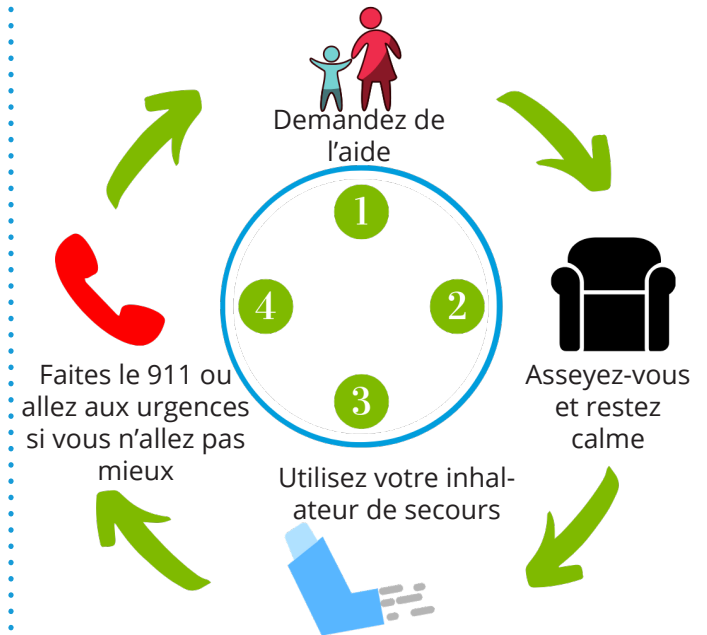 Demandez de
l’aide
1
2
3
4
Asseyez-vous
et restez
calme
Utilisez votre inhal-
ateur de secours
Faites le 911 ou
allez aux urgences
si vous n’allez pas
mieux